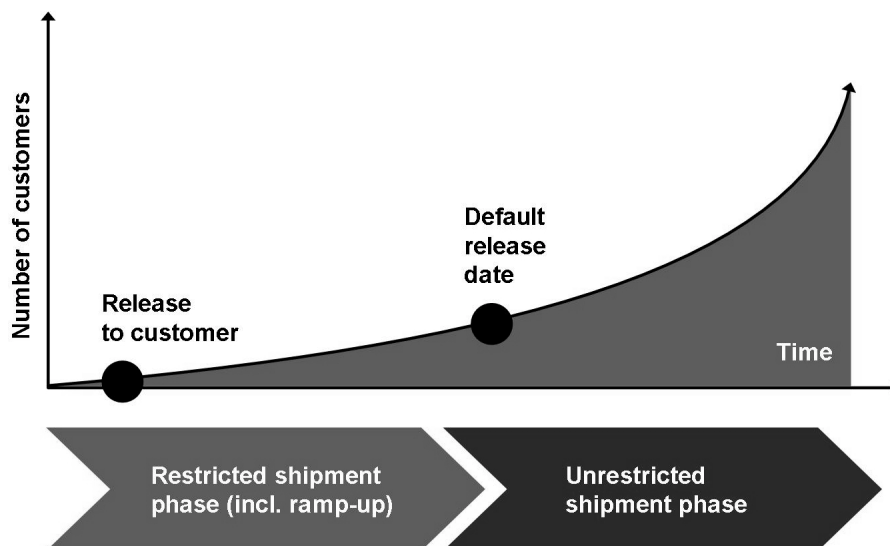 Number of customers
Default
release
date
Release
to customer
Time
Restricted shipment
phase (incl. ramp-up)
Unrestricted
shipment phase